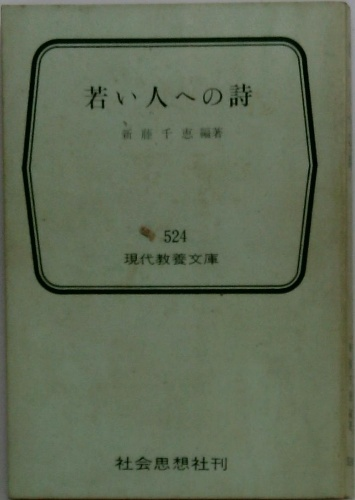 若い人への詩
新藤千恵編著
524
現代教養文庫
社会思想社刊